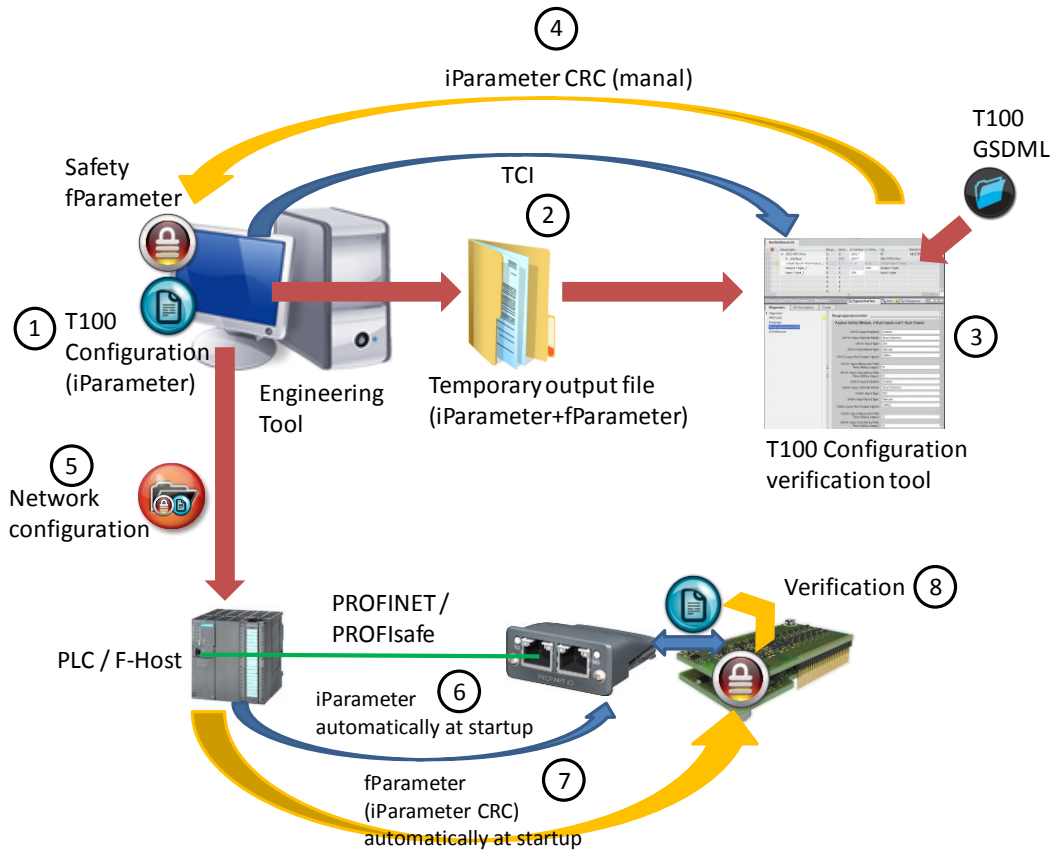 4
iParameter CRC (manal)
T100
GSDML
Safety
fParameter
TCI
2
1
T100
Configuration
(iParameter)
3
Engineering
Tool
Temporary output file
(iParameter+fParameter)
T100 Configuration
verification tool
5
Network
configuration
Verification
8
PROFINET /
PROFIsafe
PLC / F-Host
PROFINET IO
6
iParameter
automatically at startup
7
fParameter
(iParameter CRC)
automatically at startup